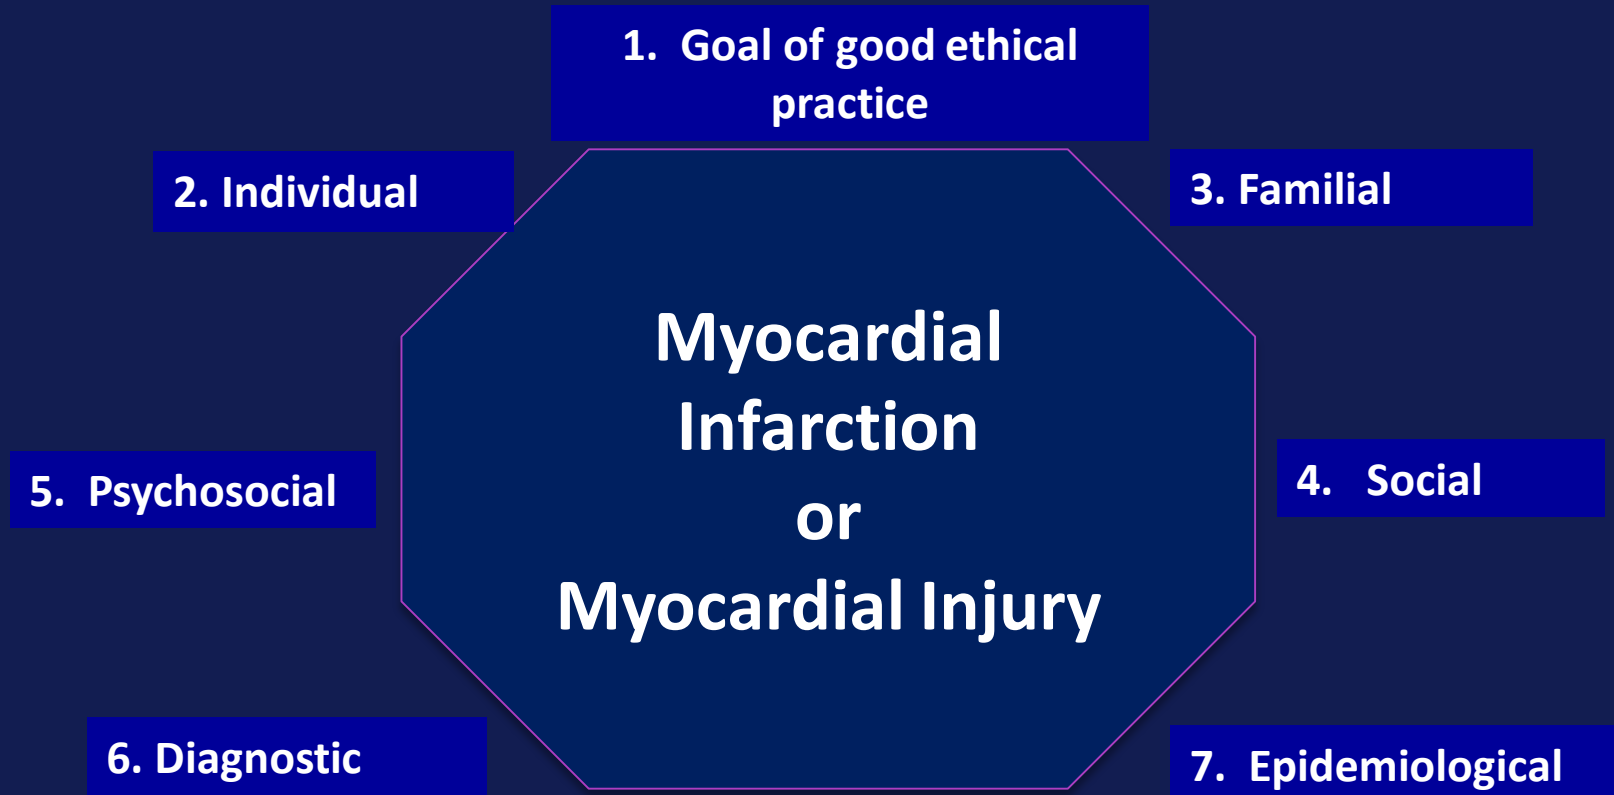 1. Goal of good ethical
practice
2. Individual
3. Familial
Myocardial
Infarction
or
Myocardial Injury
5. Psychosocial
4. Social
6. Diagnostic
7. Epidemiological